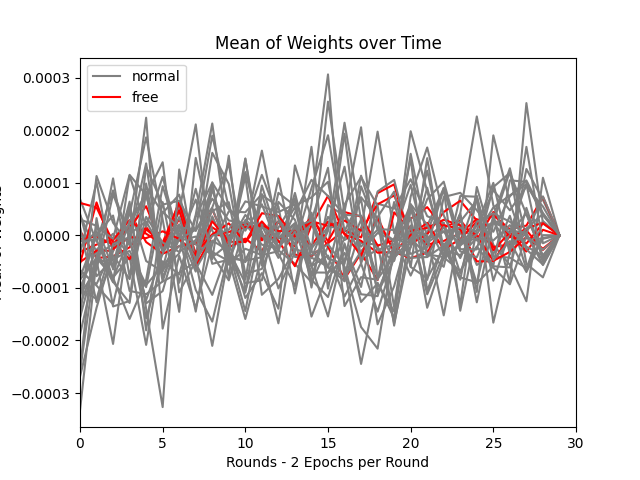 Mean of Weights over Time
normal
free
0.0003
0.0002
0.0001
0.0000
−0.0001
−0.0002
−0.0003
0 5 10 15 20 25 30
Rounds - 2 Epochs per Round